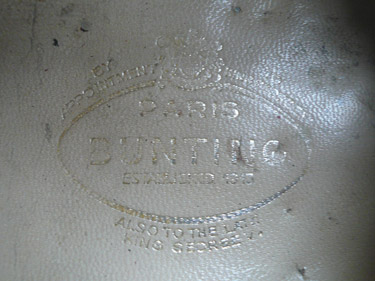 BY APPOINTMENT
PARIS
BUNTING
ESTABLISHED
ALSO TO THE LATE
KING GEORGE V.